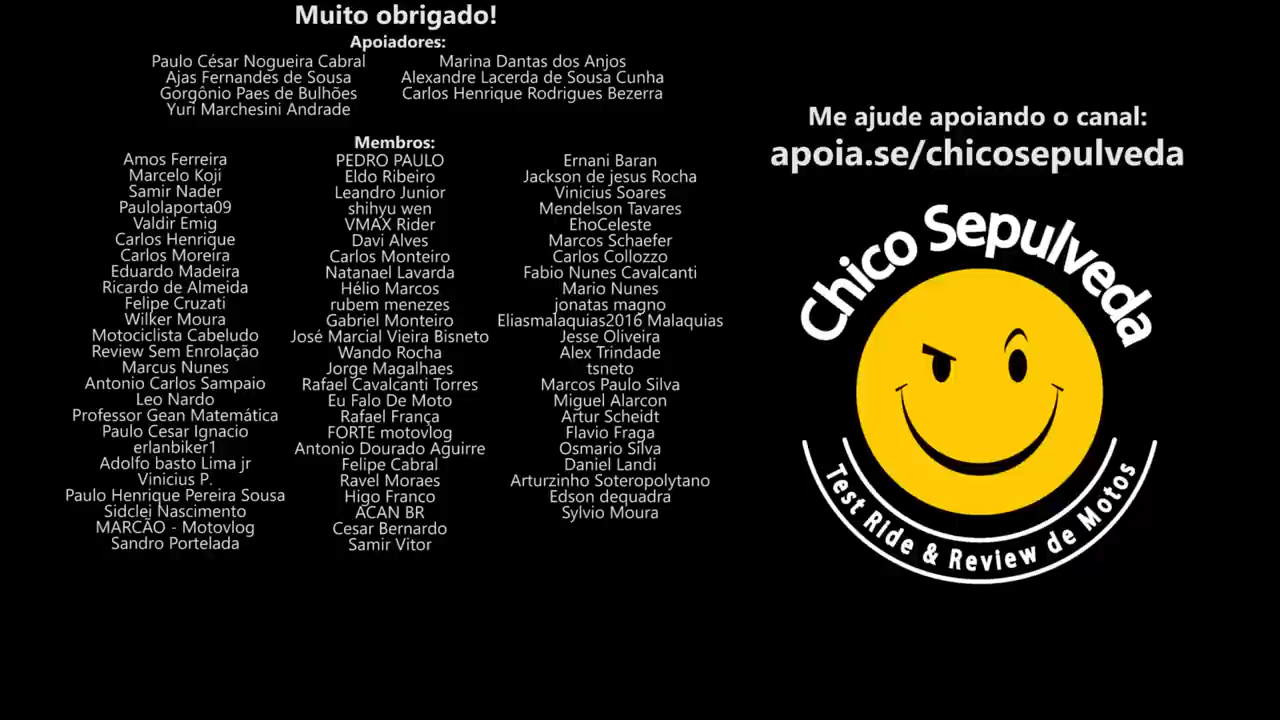 Muito obrigado!
Apoiadores:
Paulo César Nogueira Cabral
Ajas Fernandes de Sousa
Gorgônio Paes de Bulhões
Yuri Marchesini Andrade
Marina Dantas dos Anjos
Alexandre Lacerda de Sousa Cunha
Carlos Henrique Rodrigues Bezerra
Membros:
Amos Ferreira
Marcelo Koji
Samir Nader
Paulolaporta09
Valdir Emig
Carlos Henrique
Carlos Moreira
Eduardo Madeira
Ricardo de Almeida
Felipe Cruzati
Wilker Moura
Motociclista Cabeludo
Review Sem Enrolação
Marcus Nunes
Antonio Carlos Sampaio
Leo Nardo
Professor Gean Matemática
Paulo Cesar Ignacio
erlanbiker1
Adolfo basto Lima jr
Vinicius P.
Paulo Henrique Pereira Sousa
Sidclei Nascimento
MARCÃO - Motovlog
Sandro Portelada
PEDRO PAULO
Eldo Ribeiro
Leandro Junior
shihyu wen
VMAX Rider
Davi Alves
Carlos Monteiro
Natanael Lavarda
Hélio Marcos
rubem menezes
Gabriel Monteiro
José Marcial Vieira Bisneto
Wando Rocha
Jorge Magalhaes
Rafael Cavalcanti Torres
Eu Falo De Moto
Rafael França
FORTE motovlog
Antonio Dourado Aguirre
Felipe Cabral
Ravel Moraes
Higo Franco
ACAN BR
Cesar Bernardo
Samir Vitor
Ernani Baran
Jackson de jesus Rocha
Vinicius Soares
Mendelson Tavares
EhoCeleste
Marcos Schaefer
Carlos Collozzo
Fabio Nunes Cavalcanti
Mario Nunes
jonatas magno
Eliasmalaquias2016 Malaquias
Jesse Oliveira
Alex Trindade
tsneto
Marcos Paulo Silva
Miguel Alarcon
Artur Scheidt
Flavio Fraga
Osmario Silva
Daniel Landi
Arturzinho Soteropolytano
Edson dequadra
Sylvio Moura
Me ajude apoiando o canal:
apoia.se/chicosepulveda
Chico Sepulveda
Test Ride & Review de Motos